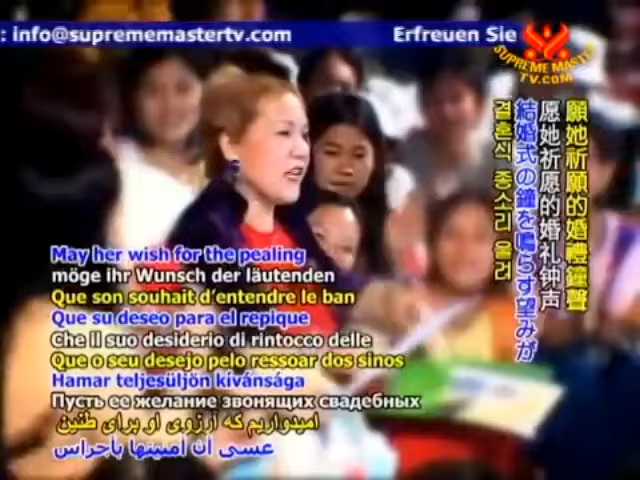 : info@suprememastertv.com
Erfreuen Sie
SUPREME MASTER
TV.COM
願她祈願的婚禮鐘聲
愿她祈愿的婚礼钟声
結婚式の鐘を鳴らす望みが
결혼식 종소리 울려
May her wish for the pealing
möge ihr Wunsch der läutenden
Que son souhait d'entendre le ban
Que su deseo para el repique
Che il suo desiderio di rintocco delle
Que o seu desejo pelo ressoar dos sinos
Hamar teljesüljön kívánsága
Пусть ее желание звонящих свадебных
امیدواریم که آرزوی او برای طنین
عسى ان امنيتها بأجراس